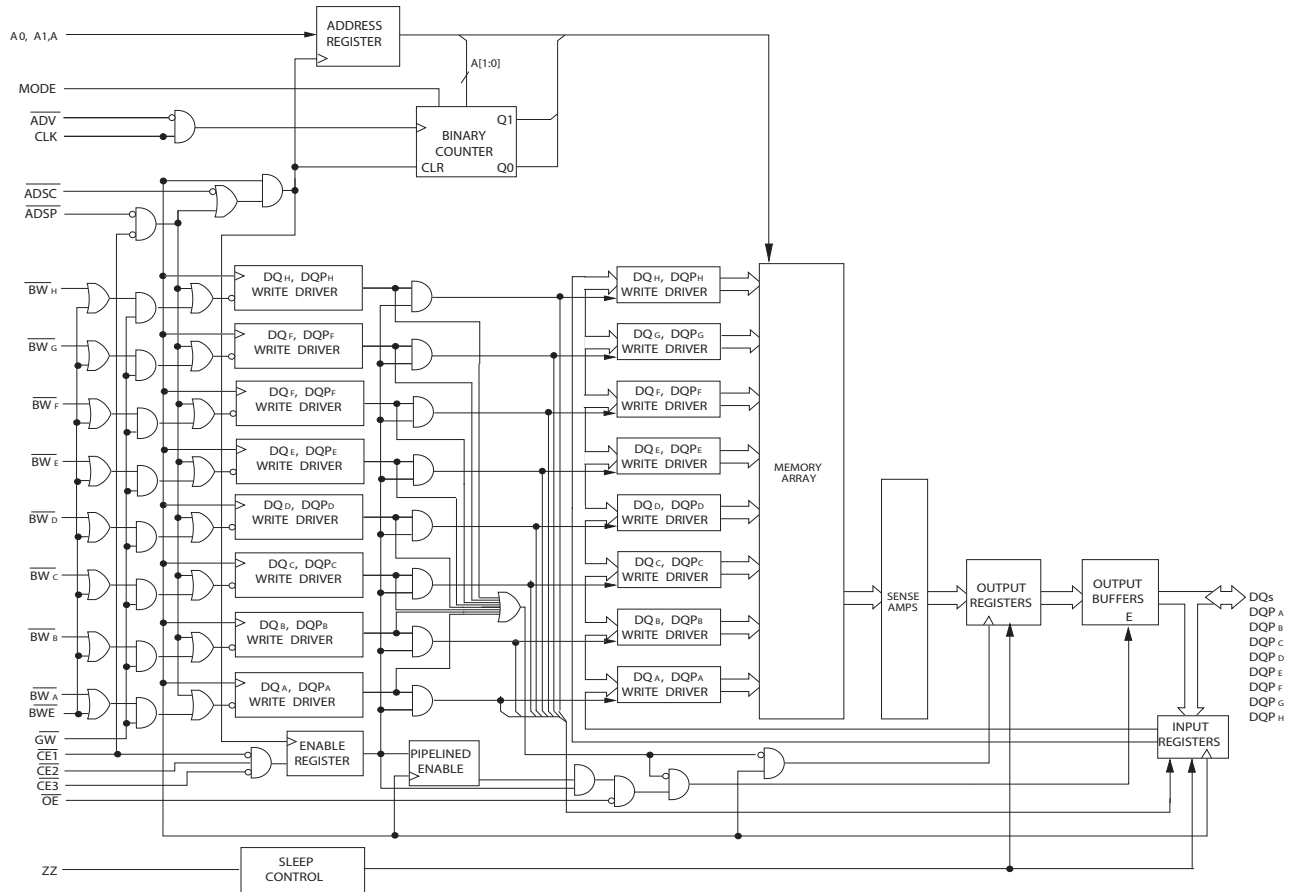 ADDRESS
REGISTER
A0, A1,A
A[1:0]
MODE
ADV
CLK
BINARY
COUNTER
CLR
Q1
Q0
ADSC
ADSP
BW H
BW G
BW F
BW E
BW D
BW C
BW B
BW A
BWE
GW
CE1
CE2
CE3
OE
ZZ
DQ H, DQP H
WRITE DRIVER
DQ F, DQP F
WRITE DRIVER
DQ F, DQP F
WRITE DRIVER
DQ E, DQP E
WRITE DRIVER
DQ D, DQP D
WRITE DRIVER
DQ C, DQP C
WRITE DRIVER
DQ B, DQP B
WRITE DRIVER
DQ A, DQP A
WRITE DRIVER
ENABLE
REGISTER
PIPELINED
ENABLE
SLEEP
CONTROL
DQ H, DQP H
WRITE DRIVER
DQ G, DQP G
WRITE DRIVER
DQ F, DQP F
WRITE DRIVER
DQ E, DQP E
WRITE DRIVER
DQ D, DQP D
WRITE DRIVER
DQ C, DQP C
WRITE DRIVER
DQ B, DQP B
WRITE DRIVER
DQ A, DQP A
WRITE DRIVER
MEMORY
ARRAY
SENSE
AMPS
OUTPUT
REGISTERS
OUTPUT
BUFFERS
E
INPUT
REGISTERS
DQs
DQP A
DQP B
DQP C
DQP D
DQP E
DQP F
DQP G
DQP H